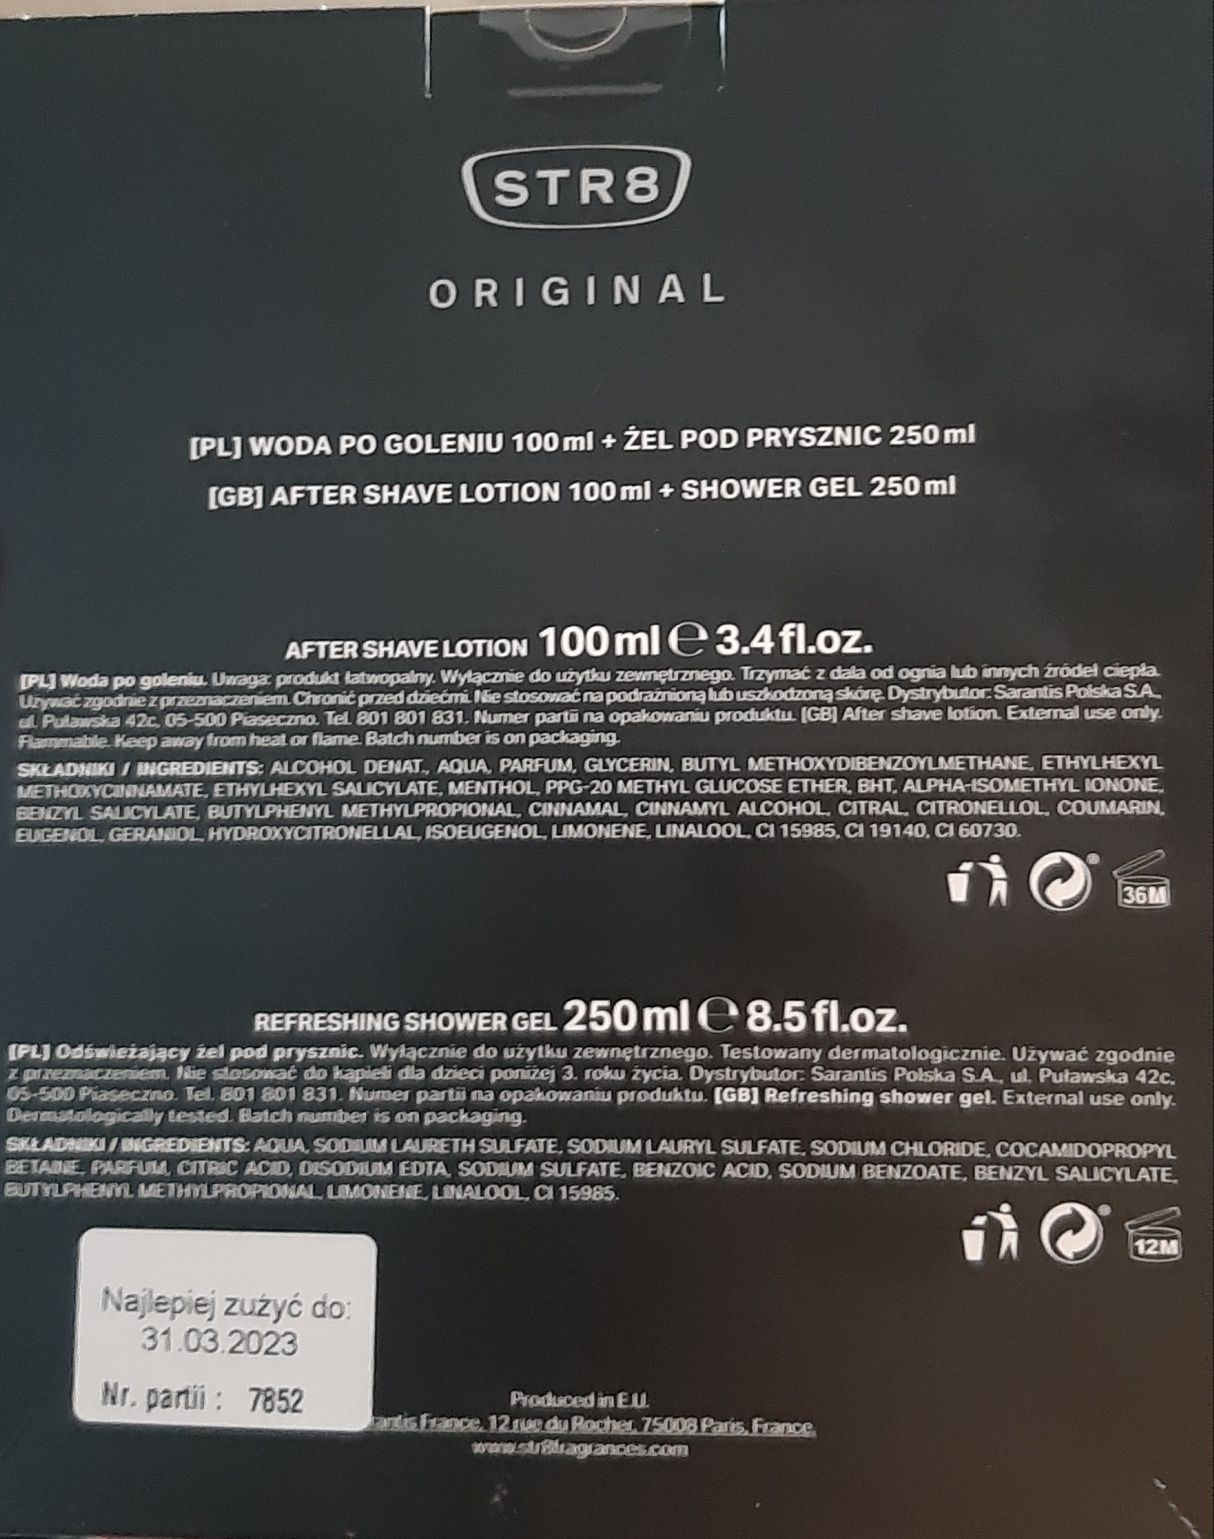 STR8
ORIGINAL
[PL] WODA PO GOLENIU 100 ml + ŻEL POD PRYSZNIC 250 ml
[GB] AFTER SHAVE LOTION 100 ml + SHOWER GEL 250 ml
AFTER SHAVE LOTION 100 ml ℮ 3.4 fl.oz.
[PL] Woda po goleniu. Uwaga: produkt łatwopalny. Wyłącznie do użytku zewnętrznego. Trzymać z dala od ognia lub innych źródeł ciepła.
Używać zgodnie z przeznaczeniem. Chronić przed dziećmi. Nie stosować na podrażnioną lub uszkodzoną skórę. Dystrybutor: Sarantis Polska S.A.,
ul. Puławska 42c, 05-500 Piaseczno. Tel. 801 801 831. Numer partii na opakowaniu produktu. [GB] After shave lotion. External use only.
Flammable. Keep away from heat or flame. Batch number is on packaging.
SKŁADNIKI / INGREDIENTS: ALCOHOL DENAT., AQUA, PARFUM, GLYCERIN, BUTYL METHOXYDIBENZOYLMETHANE, ETHYLHEXYL
METHOXYCINNAMATE, ETHYLHEXYL SALICYLATE, MENTHOL, PPG-20 METHYL GLUCOSE ETHER, BHT, ALPHA-ISOMETHYL IONONE,
BENZYL SALICYLATE, BUTYLPHENYL METHYLPROPIONAL, CINNAMAL, CINNAMYL ALCOHOL, CITRAL, CITRONELLOL, COUMARIN,
EUGENOL, GERANIOL, HYDROXYCITRONELLAL, ISOEUGENOL, LIMONENE, LINALOOL, CI 15985, CI 19140, CI 60730.
36M
REFRESHING SHOWER GEL 250 ml ℮ 8.5 fl.oz.
[PL] Odświeżający żel pod prysznic. Wyłącznie do użytku zewnętrznego. Testowany dermatologicznie. Używać zgodnie
z przeznaczeniem. Nie stosować do kąpieli dla dzieci poniżej 3. roku życia. Dystrybutor: Sarantis Polska S.A., ul. Puławska 42c,
05-500 Piaseczno. Tel. 801 801 831. Numer partii na opakowaniu produktu. [GB] Refreshing shower gel. External use only.
Dermatologically tested. Batch number is on packaging.
SKŁADNIKI / INGREDIENTS: AQUA, SODIUM LAURETH SULFATE, SODIUM LAURYL SULFATE, SODIUM CHLORIDE, COCAMIDOPROPYL
BETAINE, PARFUM, CITRIC ACID, DISODIUM EDTA, SODIUM SULFATE, BENZOIC ACID, SODIUM BENZOATE, BENZYL SALICYLATE,
BUTYLPHENYL METHYLPROPIONAL, LIMONENE, LINALOOL, CI 15985.
12M
Najlepiej zużyć do:
31.03.2023
Nr. partii : 7852
Produced in E.U.
rantis France, 12 rue du Rocher, 75008 Paris, France.
www.str8fragrances.com